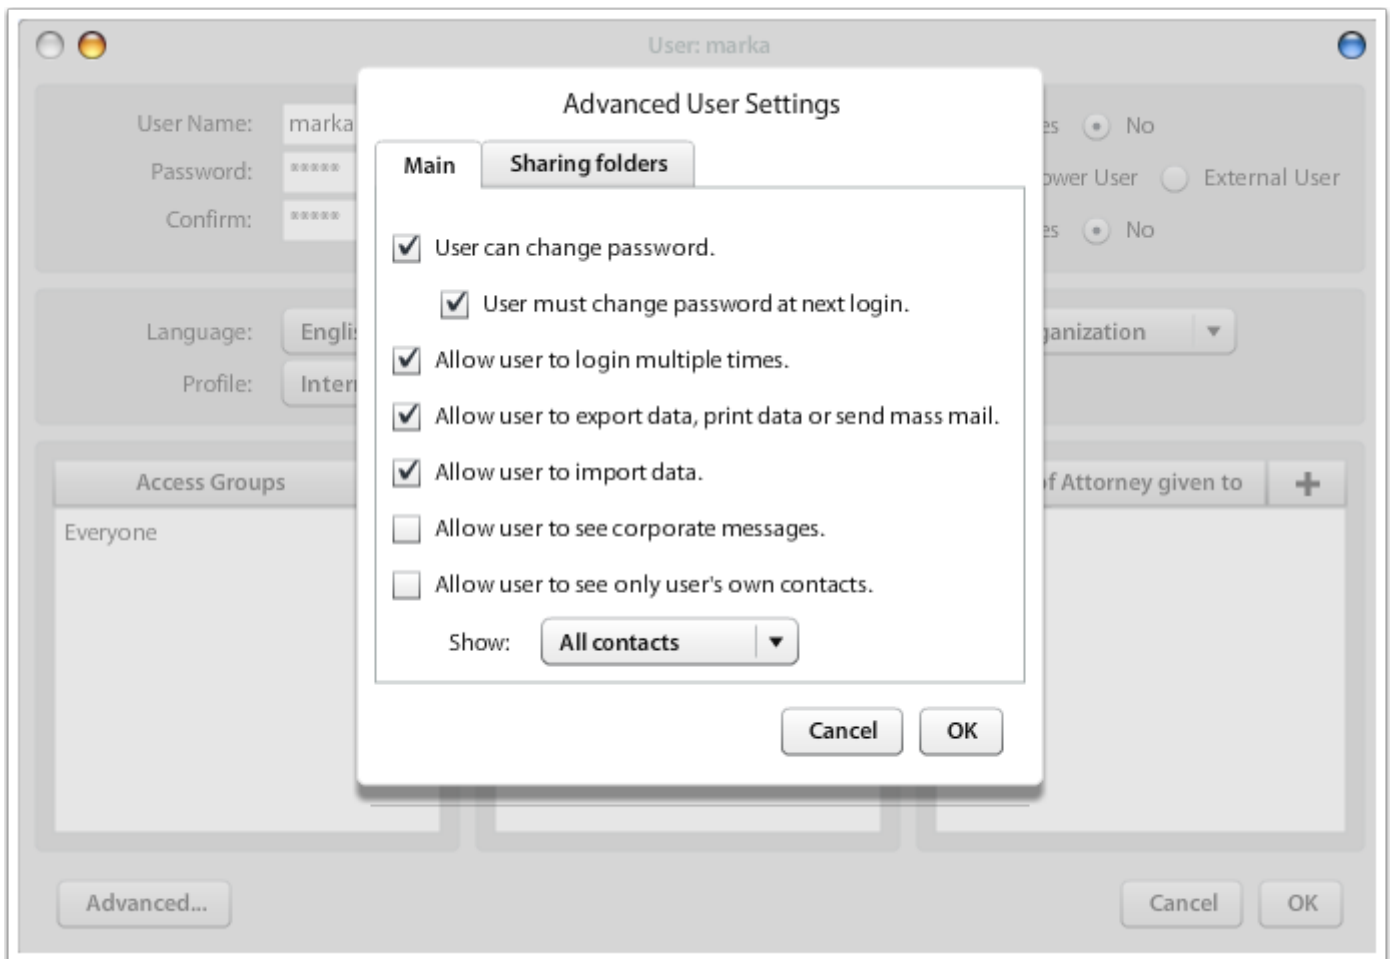 User: marka
Advanced User Settings
User Name: marka
No
Main
Sharing folders
Password: *****
User
External User
Confirm: *****
No
User can change password.
User must change password at next login.
Language:
Allow user to login multiple times.
Profile:
Allow user to export data, print data or send mass mail.
Access Groups
Allow user to import data.
of Attorney given to
Everyone
Allow user to see corporate messages.
Allow user to see only user's own contacts.
Show: All contacts
Cancel
OK
Advanced...
Cancel
OK